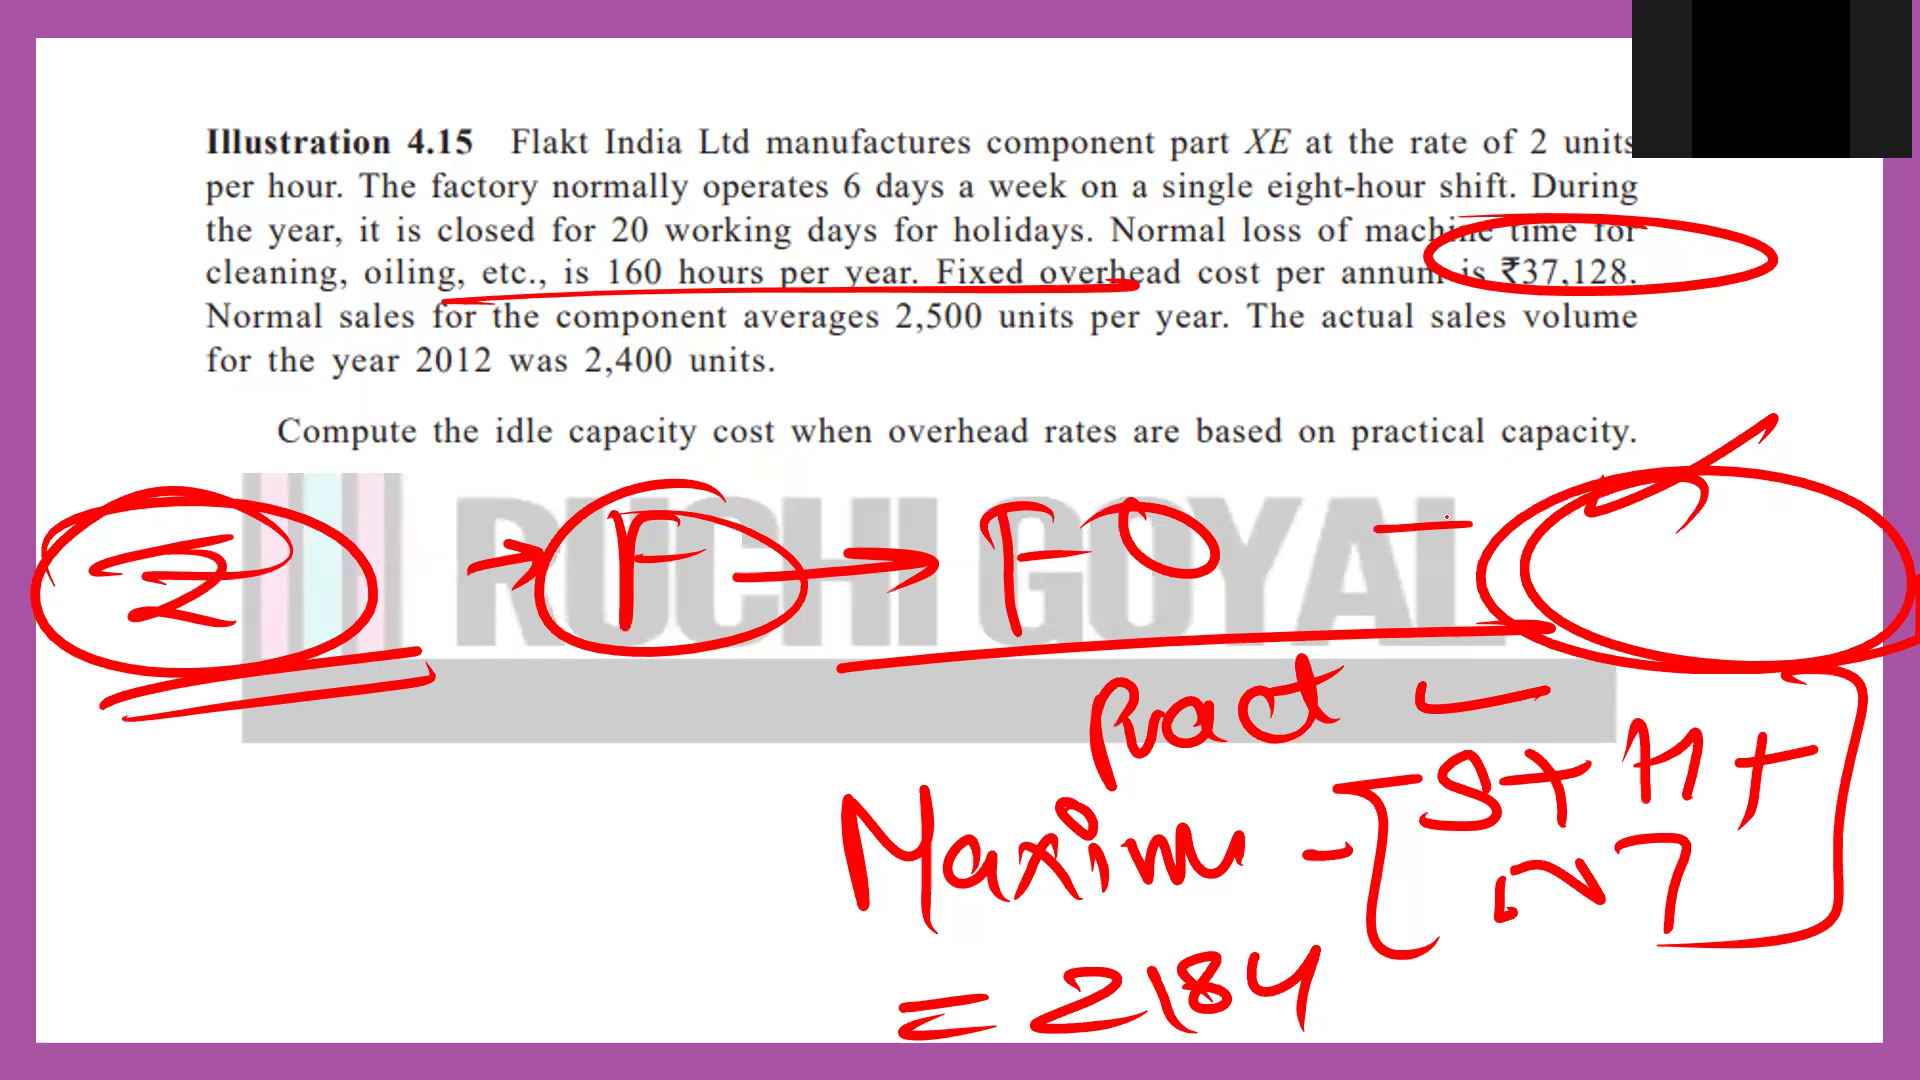 Illustration 4.15 Flakt India Ltd manufactures component part XE at the rate of 2 units
per hour. The factory normally operates 6 days a week on a single eight-hour shift. During
the year, it is closed for 20 working days for holidays. Normal loss of machine time for
cleaning, oiling, etc., is 160 hours per year. Fixed overhead cost per annum is ₹37,128.
Normal sales for the component averages 2,500 units per year. The actual sales volume
for the year 2012 was 2,400 units.
Compute the idle capacity cost when overhead rates are based on practical capacity.
RUCHI GOYAL
F → FO -
Pract
Maxim - [S + H +
= 2184